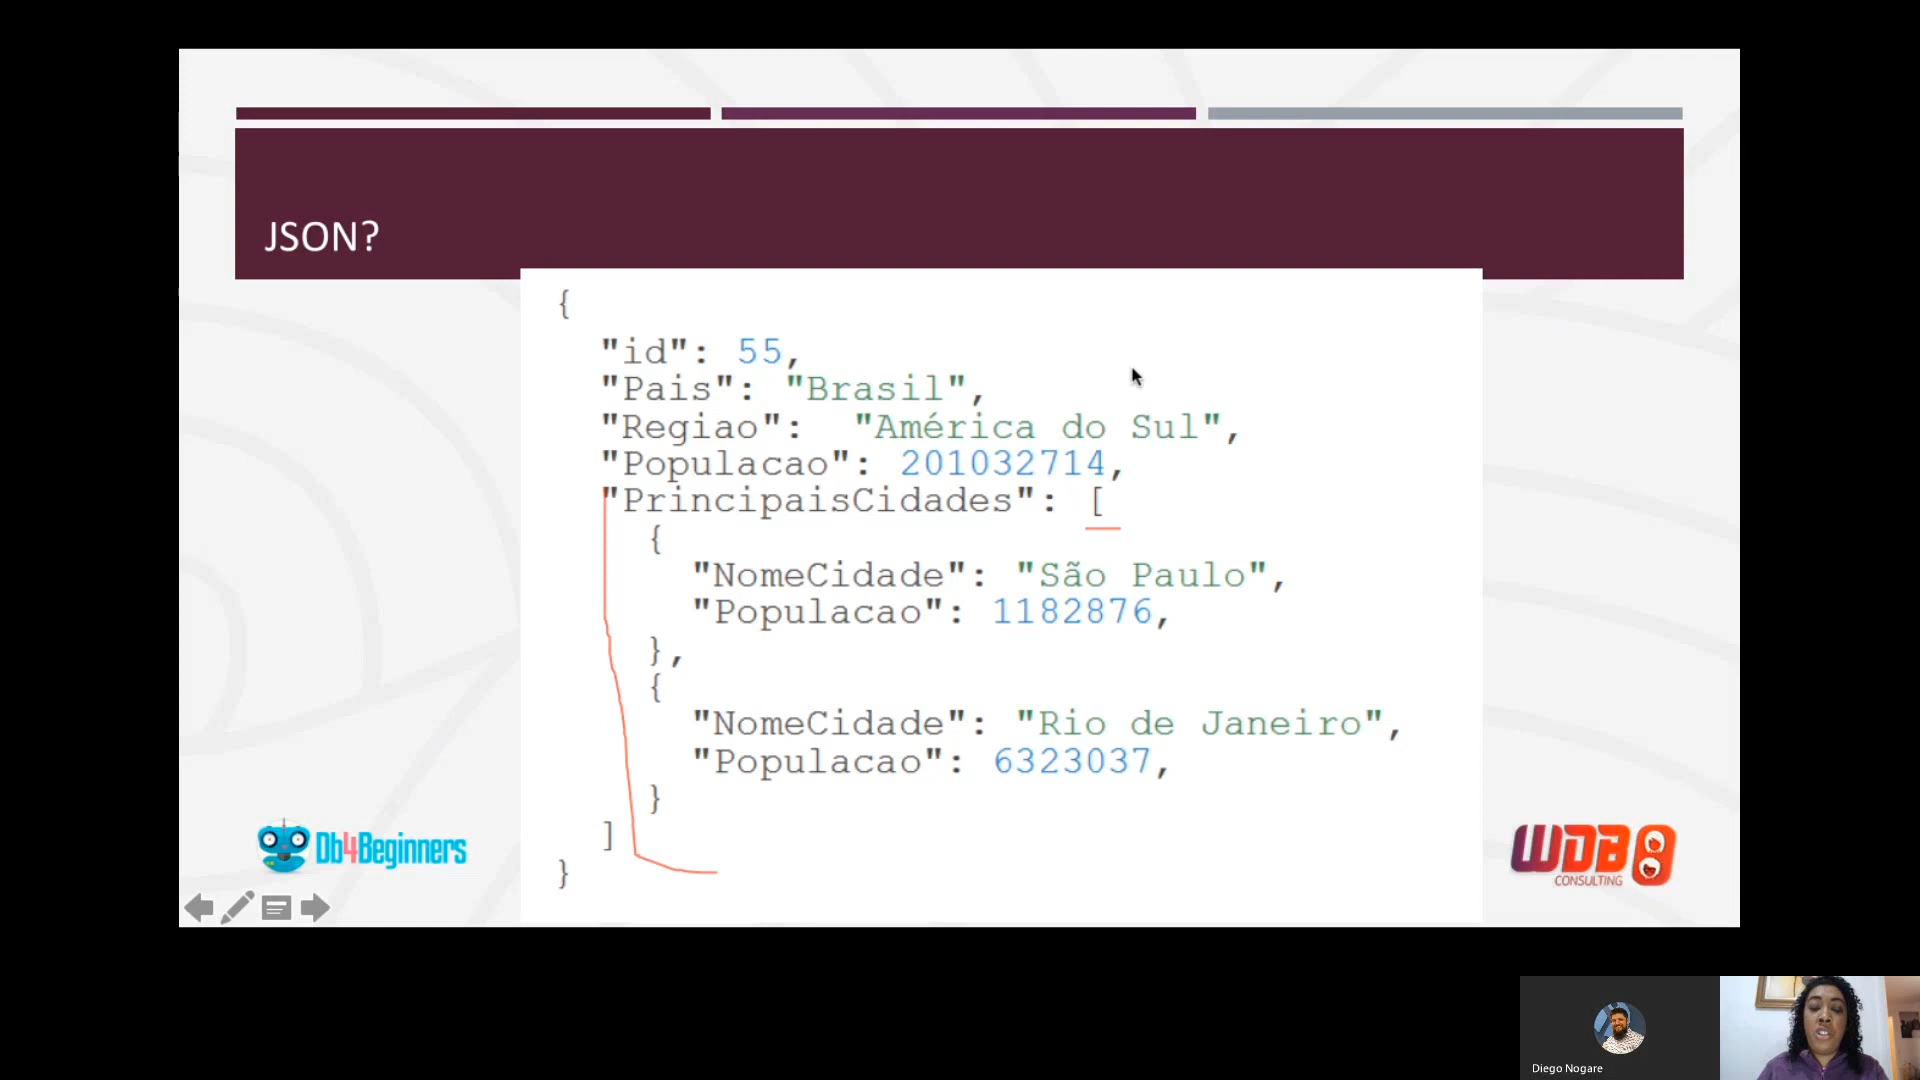 JSON?
{
"id": 55,
"Pais": "Brasil",
"Regiao": "América do Sul",
"Populacao": 201032714,
"PrincipaisCidades": [
{
"NomeCidade": "São Paulo",
"Populacao": 1182876,
},
{
"NomeCidade": "Rio de Janeiro",
"Populacao": 6323037,
}
]
}
Db4Beginners
WDB
CONSULTING
Diego Nogare